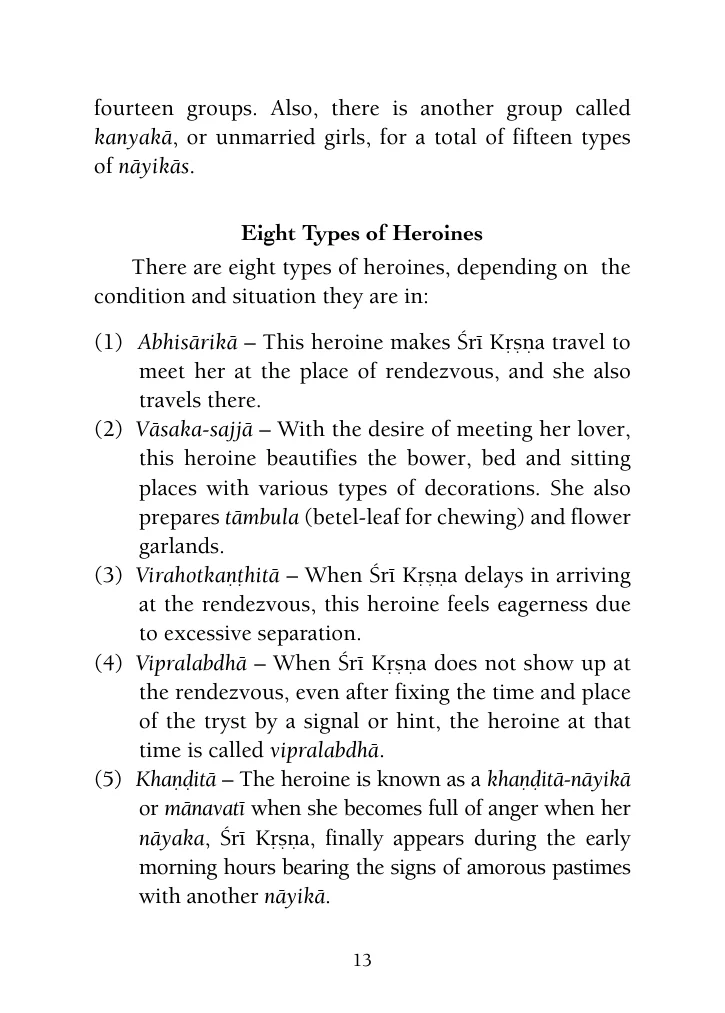 fourteen groups. Also, there is another group called
kanyakā, or unmarried girls, for a total of fifteen types
of nāyikās.
Eight Types of Heroines
There are eight types of heroines, depending on the
condition and situation they are in:
(1) Abhisārikā – This heroine makes Śrī Kṛṣṇa travel to
meet her at the place of rendezvous, and she also
travels there.
(2) Vāsaka-sajjā – With the desire of meeting her lover,
this heroine beautifies the bower, bed and sitting
places with various types of decorations. She also
prepares tāmbula (betel-leaf for chewing) and flower
garlands.
(3) Virahotkaṇṭhitā – When Śrī Kṛṣṇa delays in arriving
at the rendezvous, this heroine feels eagerness due
to excessive separation.
(4) Vipralabdhā – When Śrī Kṛṣṇa does not show up at
the rendezvous, even after fixing the time and place
of the tryst by a signal or hint, the heroine at that
time is called vipralabdhā.
(5) Khaṇḍitā – The heroine is known as a khaṇḍitā-nāyikā
or mānavatī when she becomes full of anger when her
nāyaka, Śrī Kṛṣṇa, finally appears during the early
morning hours bearing the signs of amorous pastimes
with another nāyikā.
13